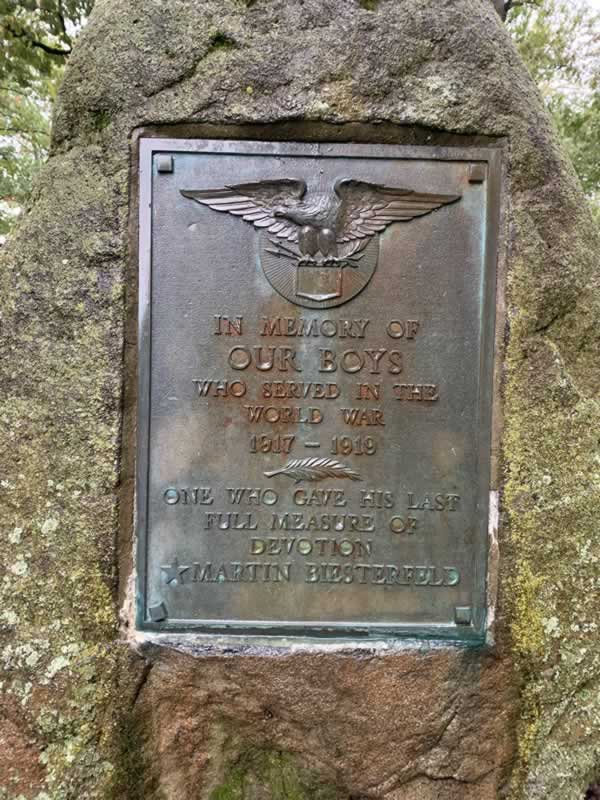 IN MEMORY OF
OUR BOYS
WHO SERVED IN THE
WORLD WAR
1917 – 1919
ONE WHO GAVE HIS LAST
FULL MEASURE OF
DEVOTION
★MARTIN BIESTERFELD